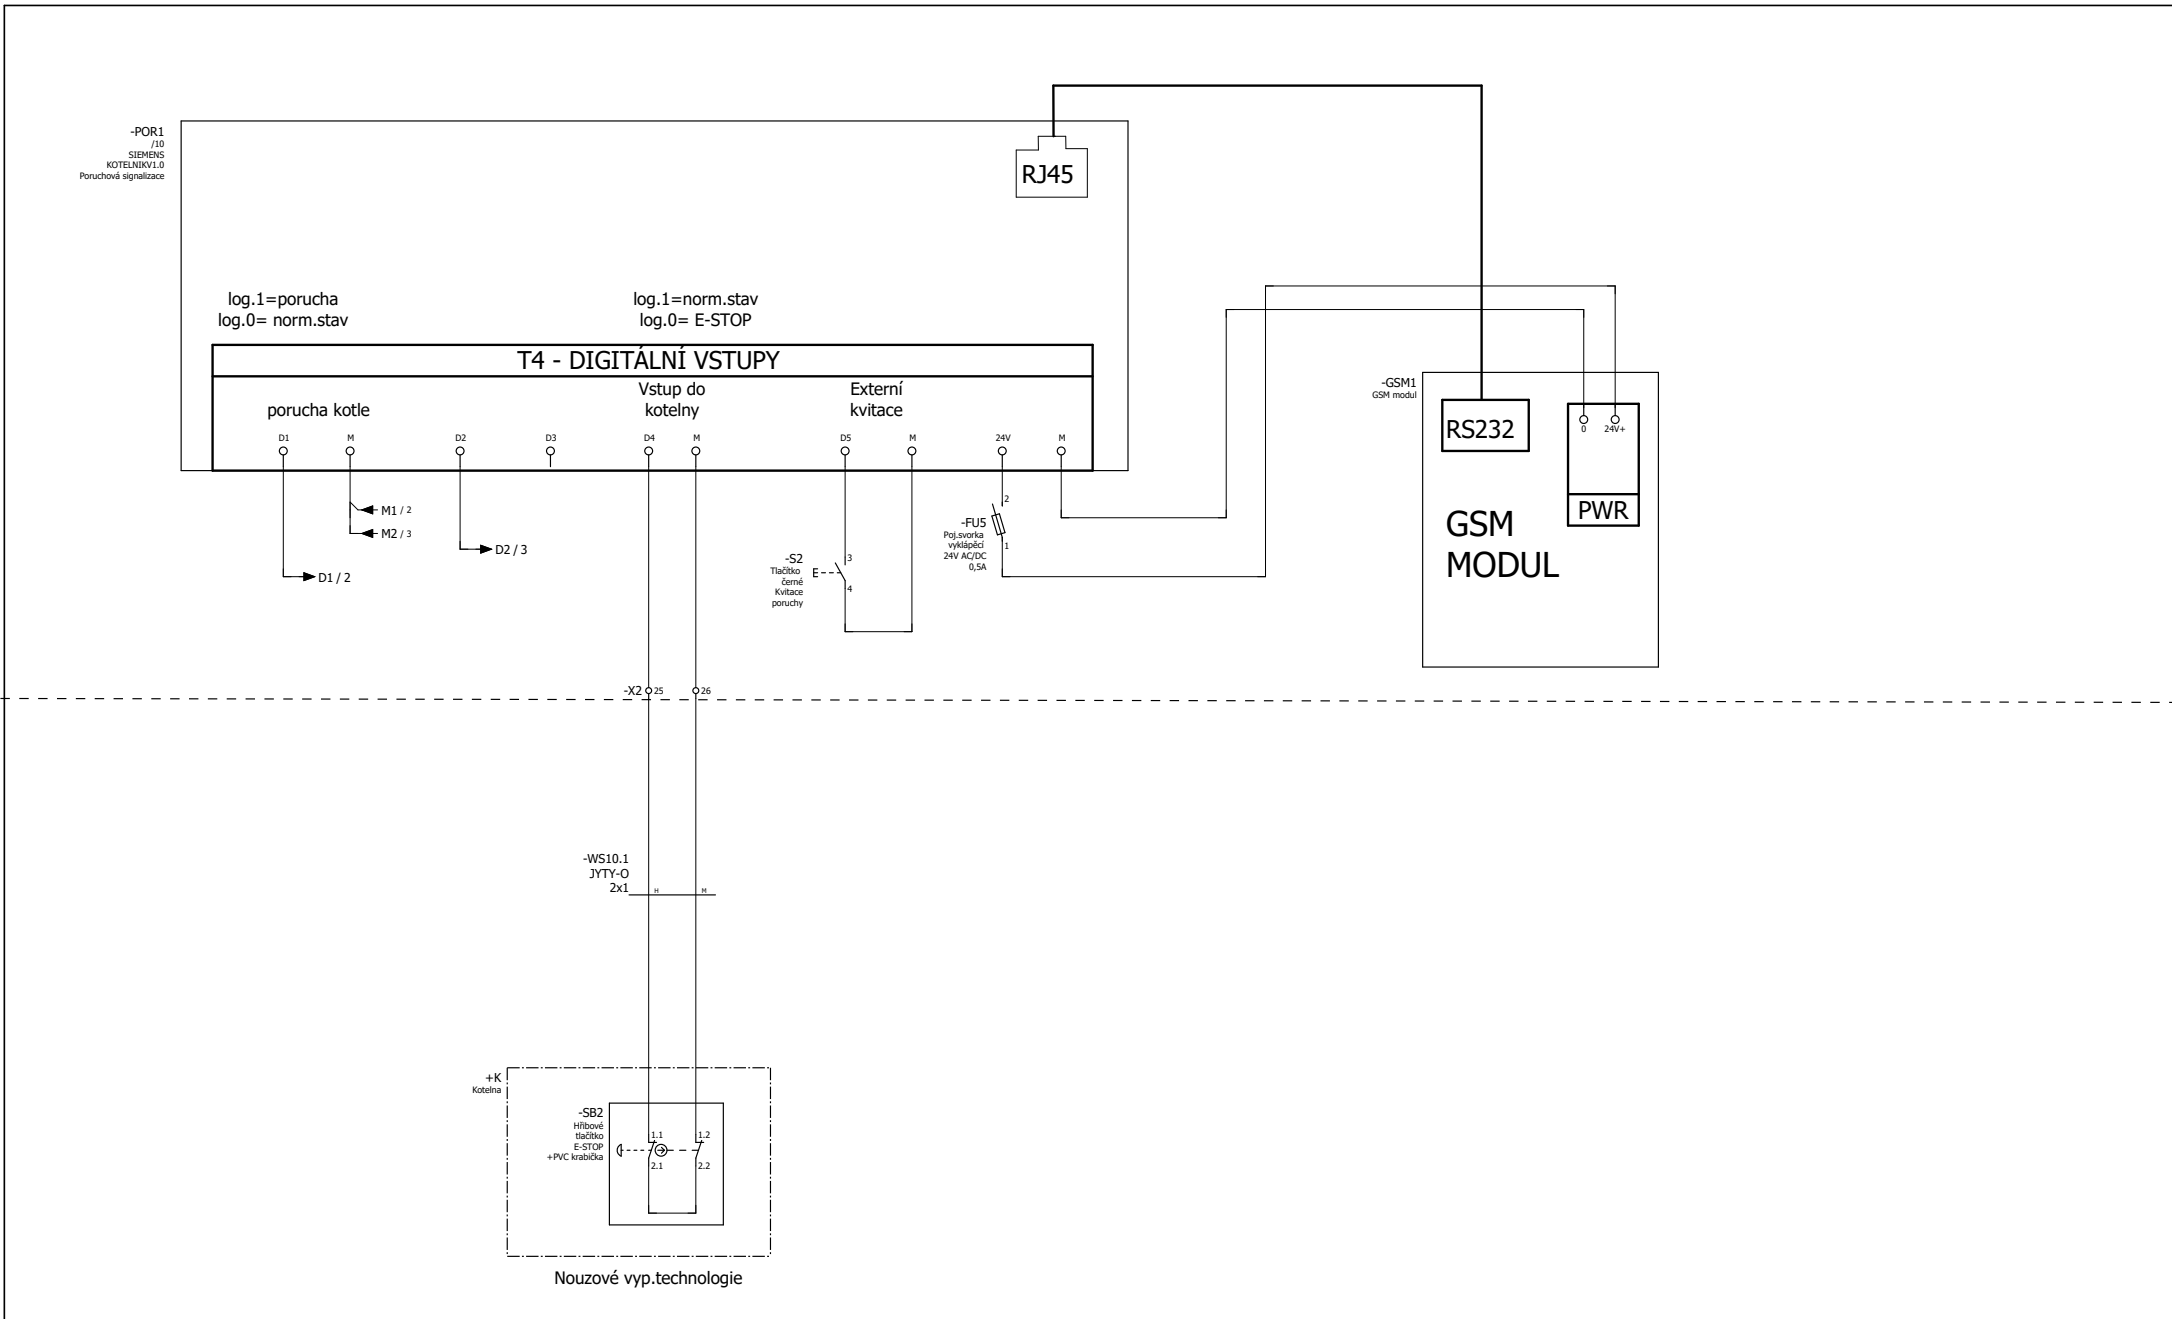 -POR1
/10
SIEMENS
KOTELNIKV1.0
Poruchová signalizace
RJ45
log.1=porucha
log.0= norm.stav
log.1=norm.stav
log.0= E-STOP
T4 - DIGITÁLNÍ VSTUPY
porucha kotle
Vstup do
kotelny
Externí
kvitace
D1
M
D2
D3
D4
M
D5
M
24V
M
M1 / 2
M2 / 3
D2 / 3
D1 / 2
-S2
Tlačítko
černé
Kvitace
poruchy
3
4
-FU5
Poj.svorka
vyklápěcí
24V AC/DC
0,5A
2
1
-GSM1
GSM modul
RS232
0
24V+
PWR
GSM
MODUL
-X2
25
26
-WS10.1
JYTY-O
2x1
H
M
+K
Kotelna
-SB2
Hřibové
tlačítko
E-STOP
+PVC krabička
1.1
1.2
2.1
2.2
Nouzové vyp.technologie